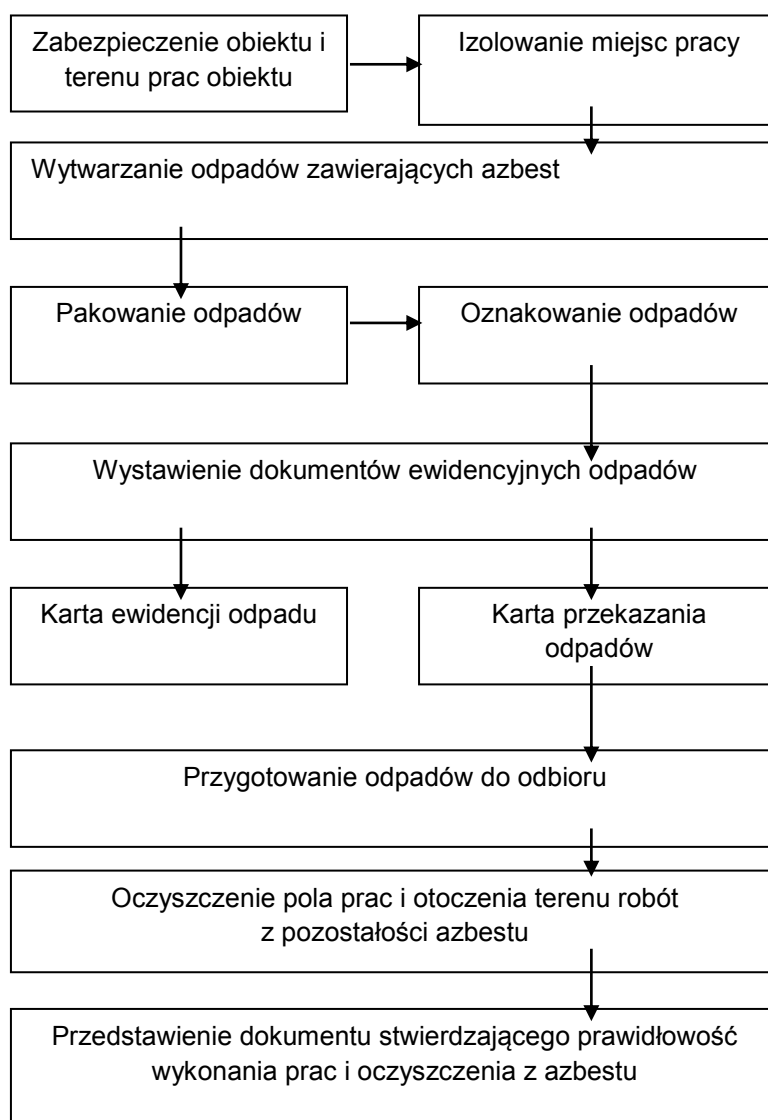 Zabezpieczenie obiektu i
terenu prac obiektu
Izolowanie miejsc pracy
Wytwarzanie odpadów zawierających azbest
Pakowanie odpadów
Oznakowanie odpadów
Wystawienie dokumentów ewidencyjnych odpadów
Karta ewidencji odpadu
Karta przekazania
odpadów
Przygotowanie odpadów do odbioru
Oczyszczenie pola prac i otoczenia terenu robót
z pozostałości azbestu
Przedstawienie dokumentu stwierdzającego prawidłowość
wykonania prac i oczyszczenia z azbestu